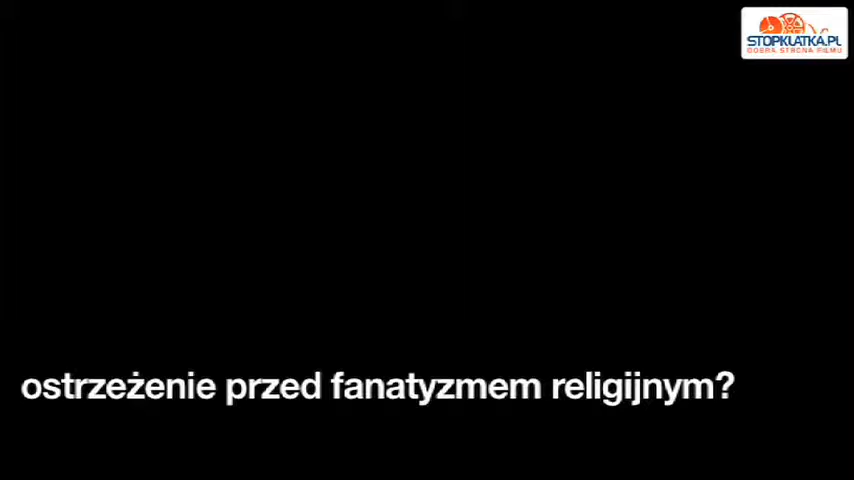 STOPKLATKA.PL
DOBRA STRONA FILMU
ostrzeżenie przed fanatyzmem religijnym?